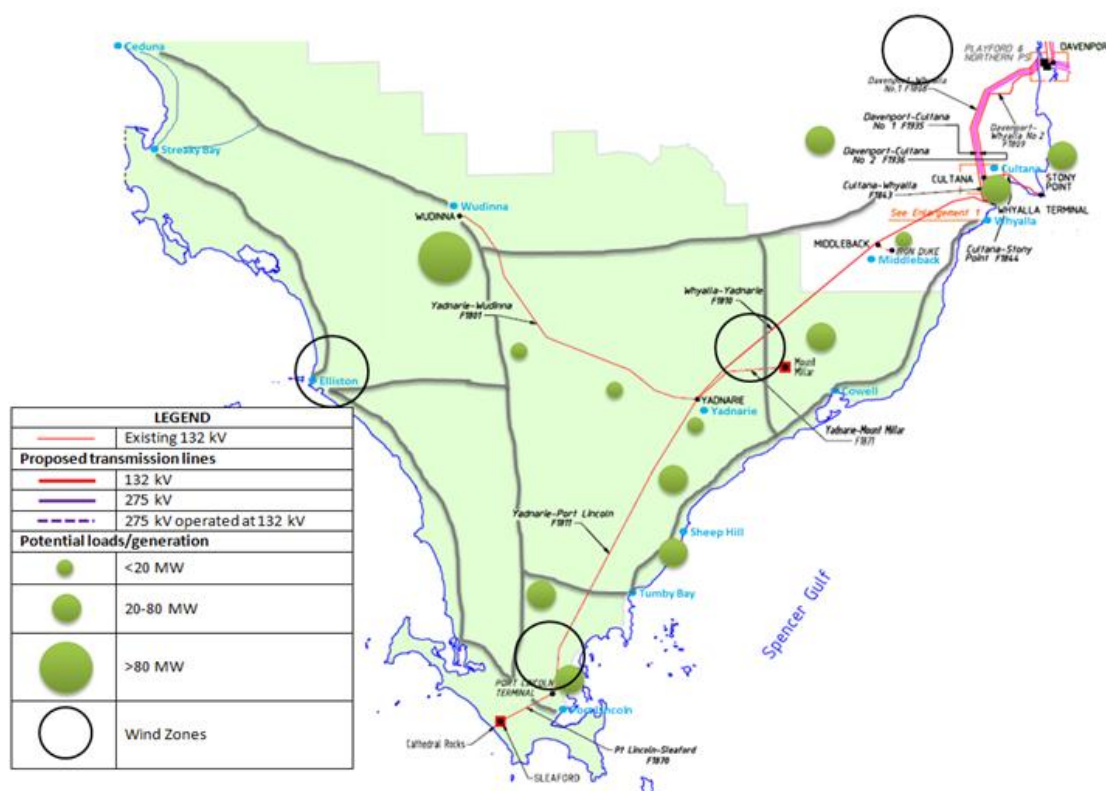 Ceduna
Streaky Bay
Wudinna
WUDINNA
Elliston
Yadnarie-Wudinna
F1801
PLAYFORD &
NORTHERN PS
DAVENPORT
Davenport-Whyalla
No.1 F1808
Davenport-Cultana
No 1 F1935
Davenport-
Whyalla No 2
F1809
Davenport-Cultana
No 2 F1936
Cultana
CULTANA
STONY
POINT
Cultana-Whyalla
F1843
WHYALLA TERMINAL
See Enlargement 1
Whyalla
MIDDLEBACK
IRON DUKE
Middleback
Cultana-Stony
Point F1844
Whyalla-Yadnarie
F1810
Mount
Millar
YADNARIE
Yadnarie
Cowell
Yadnarie-Mount Millar
F1871
Yadnarie-Port Lincoln
F1811
Sheep Hill
Tumby Bay
Spencer Gulf
PORT LINCOLN
TERMINAL
Port Lincoln
Cathedral Rocks
Pt Lincoln-Sleaford
F1870
SLEAFORD
LEGEND
Existing 132 kV
Proposed transmission lines
132 kV
275 kV
275 kV operated at 132 kV
Potential loads/generation
<20 MW
20-80 MW
>80 MW
Wind Zones